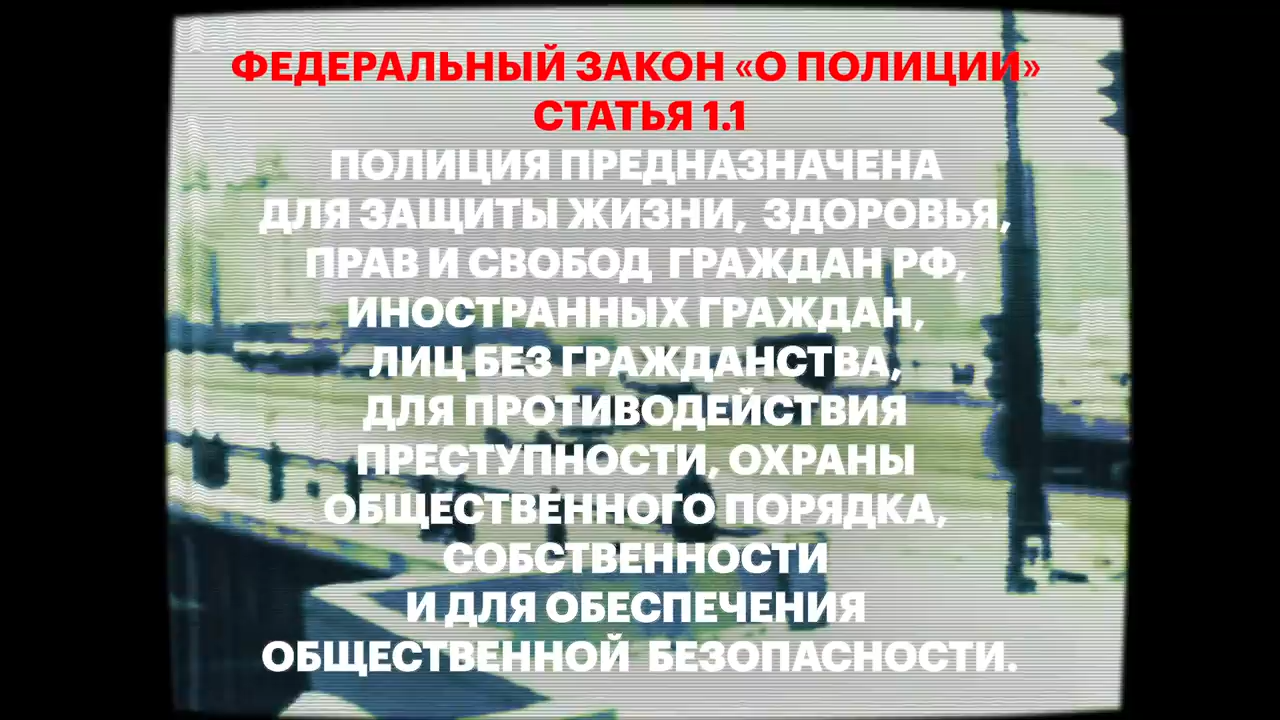 ФЕДЕРАЛЬНЫЙ ЗАКОН «О ПОЛИЦИИ»
СТАТЬЯ 1.1
ПОЛИЦИЯ ПРЕДНАЗНАЧЕНА
ДЛЯ ЗАЩИТЫ ЖИЗНИ, ЗДОРОВЬЯ,
ПРАВ И СВОБОД ГРАЖДАН РФ,
ИНОСТРАННЫХ ГРАЖДАН,
ЛИЦ БЕЗ ГРАЖДАНСТВА,
ДЛЯ ПРОТИВОДЕЙСТВИЯ
ПРЕСТУПНОСТИ, ОХРАНЫ
ОБЩЕСТВЕННОГО ПОРЯДКА,
СОБСТВЕННОСТИ
И ДЛЯ ОБЕСПЕЧЕНИЯ
ОБЩЕСТВЕННОЙ БЕЗОПАСНОСТИ.